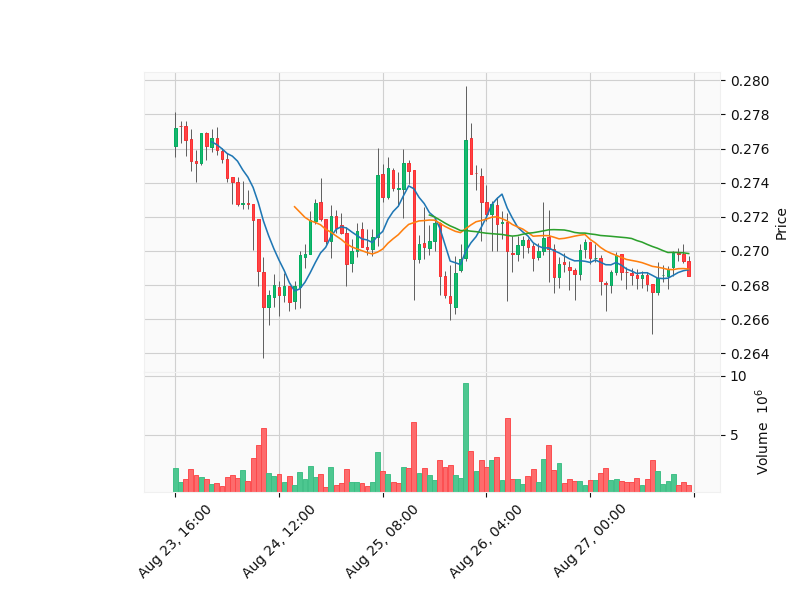 0.280
0.278
0.276
0.274
0.272
0.270
0.268
0.266
0.264
Price
10
5
Volume 10^6
Aug 23, 16:00
Aug 24, 12:00
Aug 25, 08:00
Aug 26, 04:00
Aug 27, 00:00